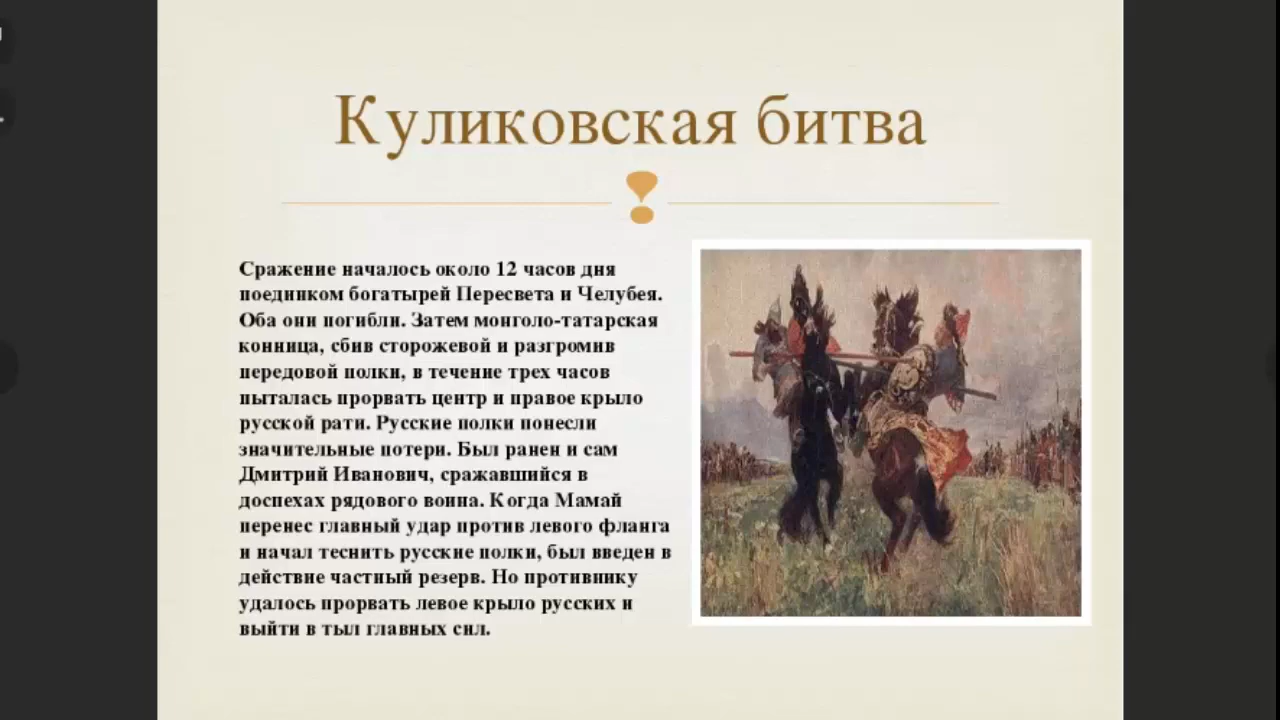 Куликовская битва
Сражение началось около 12 часов дня
поединком богатырей Пересвета и Челубея.
Оба они погибли. Затем монголо-татарская
конница, сбив сторожевой и разгромив
передовой полки, в течение трех часов
пыталась прорвать центр и правое крыло
русской рати. Русские полки понесли
значительные потери. Был ранен и сам
Дмитрий Иванович, сражавшийся в
доспехах рядового воина. Когда Мамай
перенес главный удар против левого фланга
и начал теснить русские полки, был введен в
действие частный резерв. Но противнику
удалось прорвать левое крыло русских и
выйти в тыл главных сил.